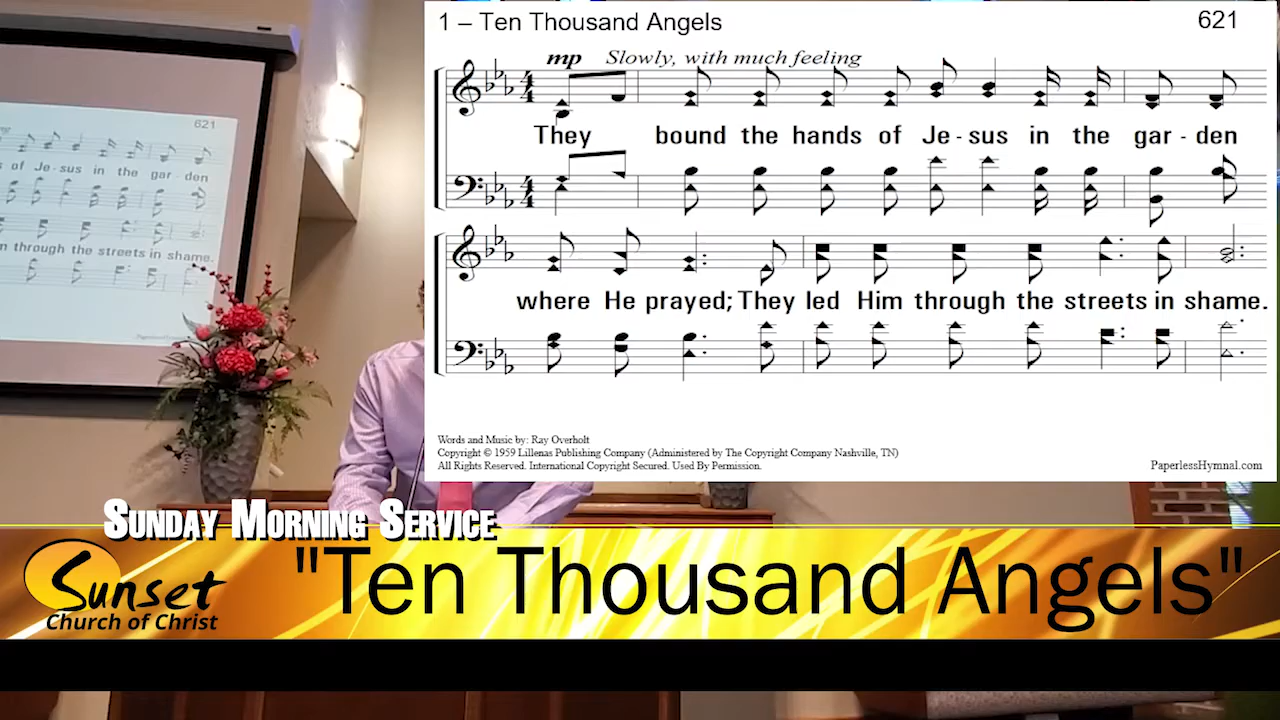 1 – Ten Thousand Angels
621
mp Slowly, with much feeling
They bound the hands of Je-sus in the gar-den
where He prayed; They led Him through the streets in shame.
Words and Music by: Ray Overholt
Copyright © 1959 Lillenas Publishing Company (Administered by The Copyright Company Nashville, TN)
All Rights Reserved. International Copyright Secured. Used By Permission.
PaperlessHymnal.com
621
s of Je-sus in the gar-den
m through the streets in shame.
Sunday Morning Service
Sunset
Church of Christ
"Ten Thousand Angels"